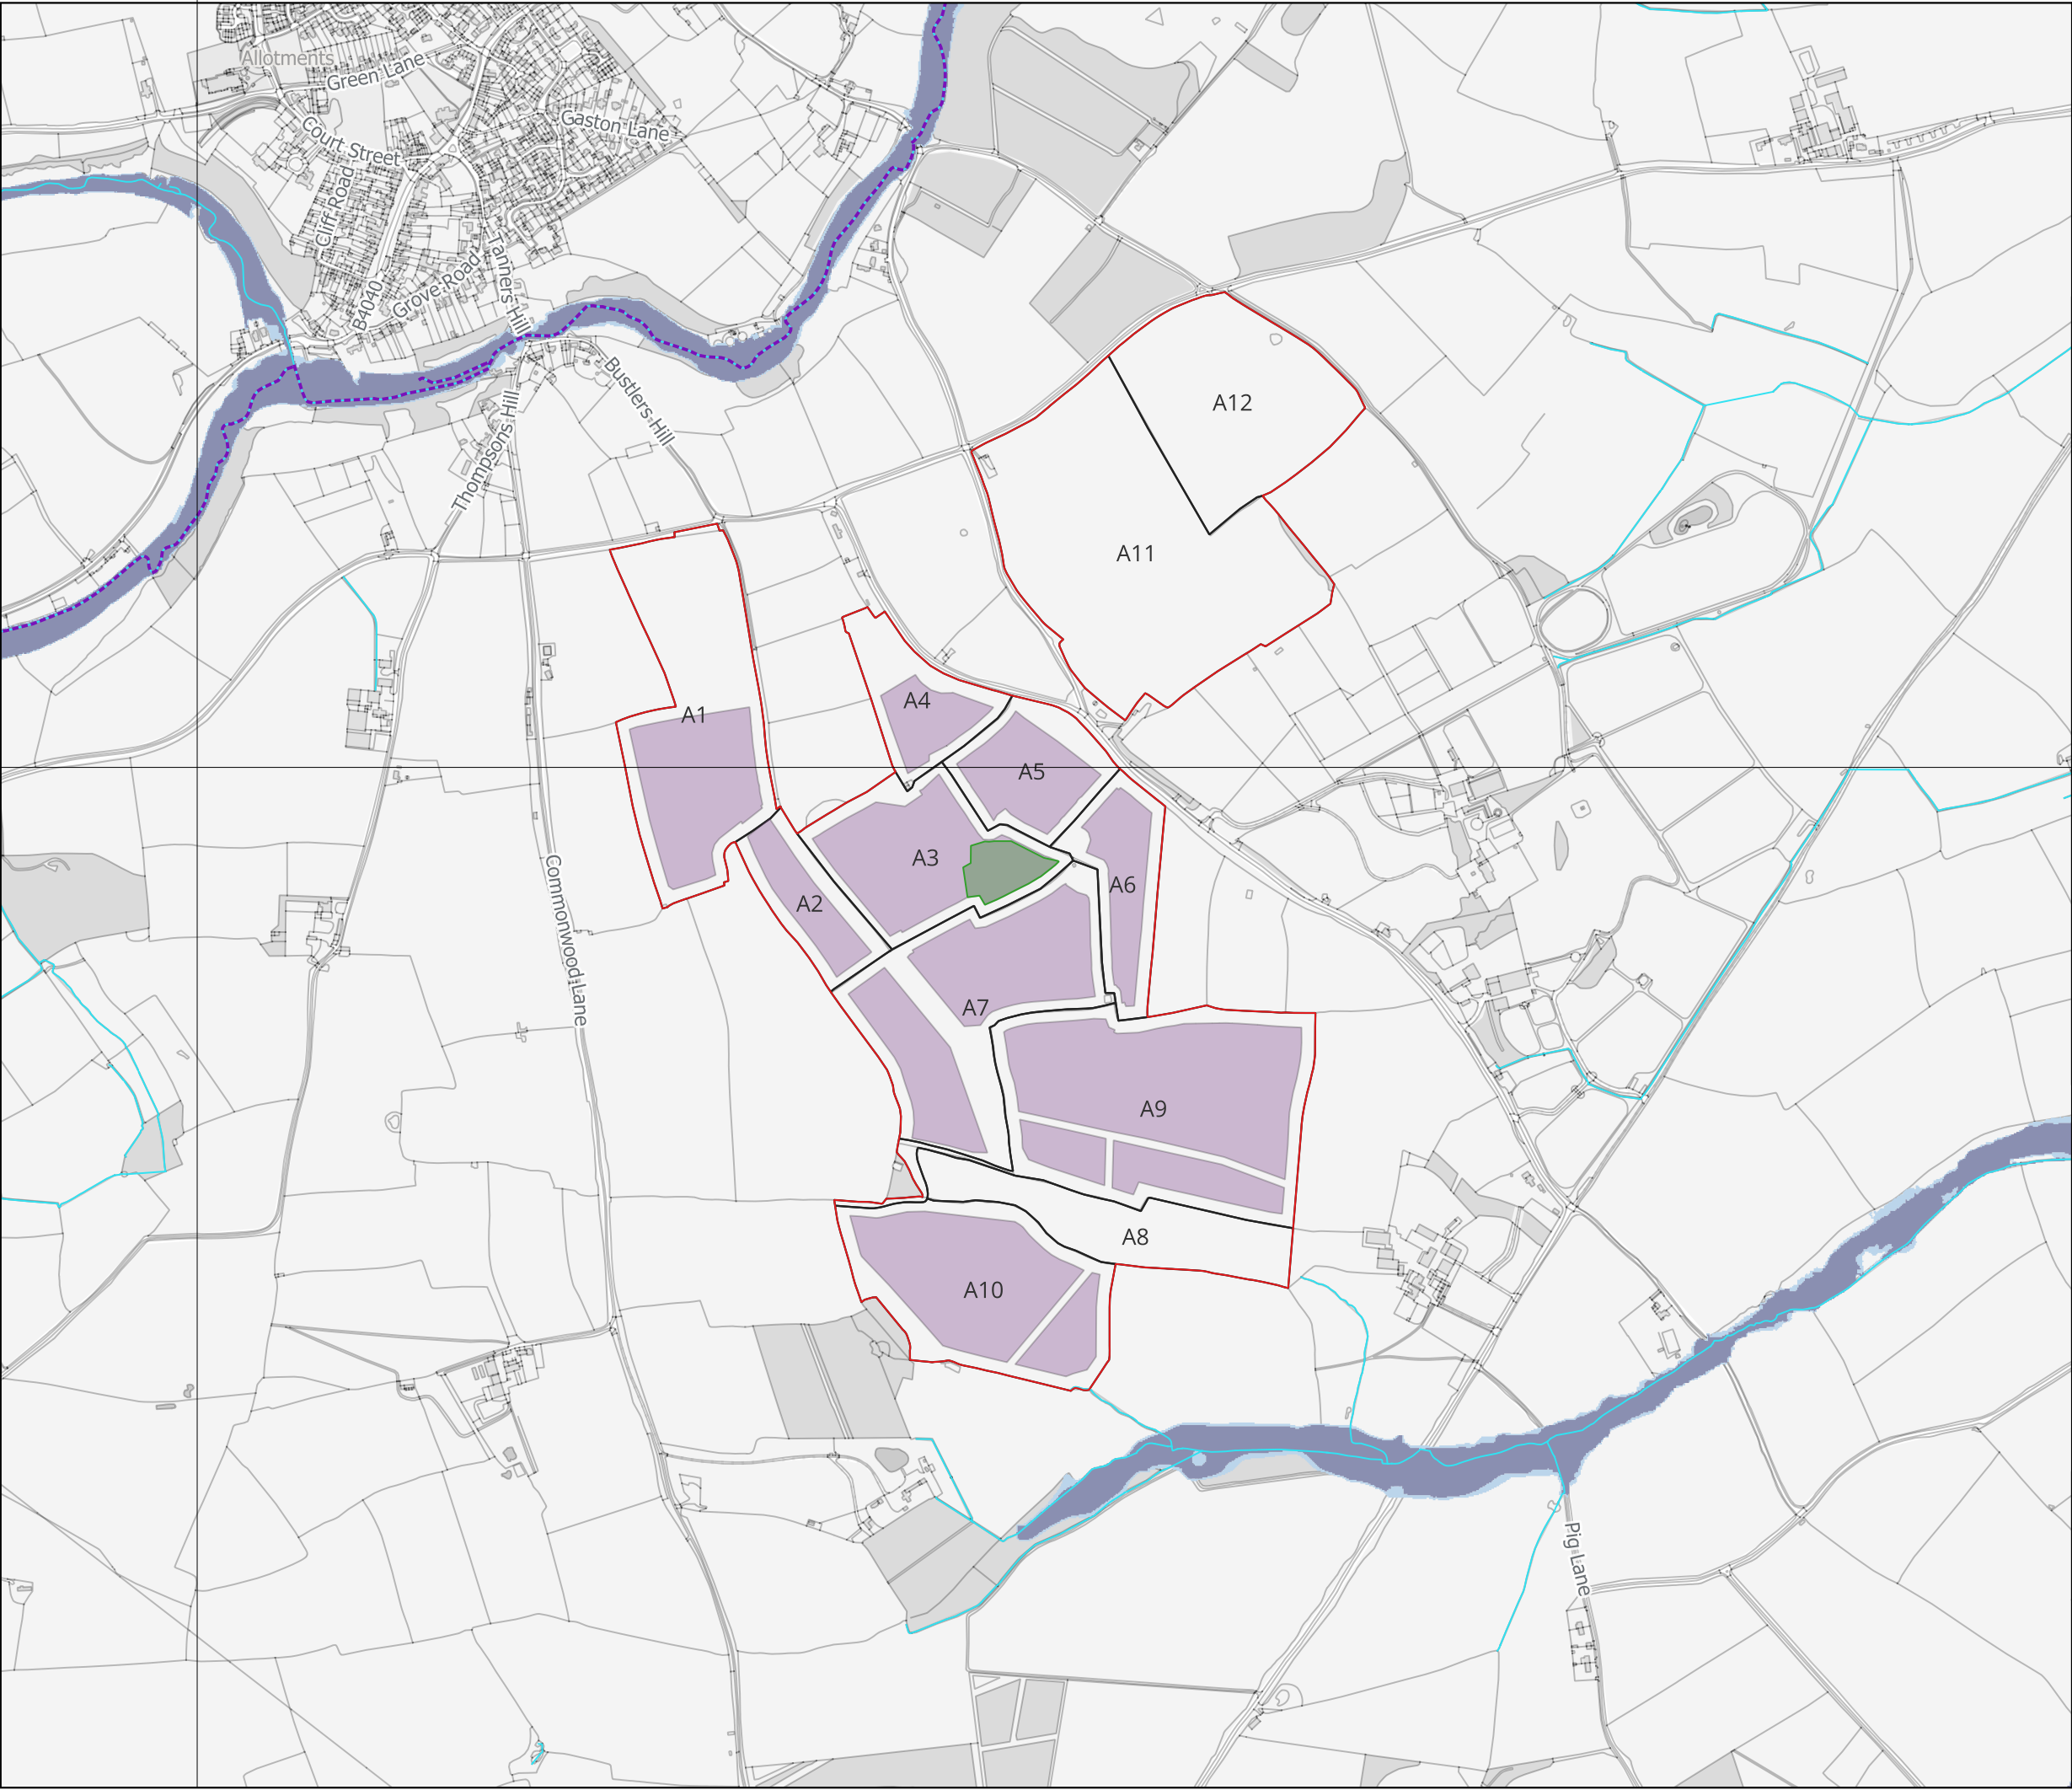 Allotments
Green Lane
Gaston Lane
Court Street
Cliff Road
Tanners Hill
Grove Road
B4040
Bustlers Hill
Thompsons Hill
A12
A11
A4
A1
A5
A3
A6
A2
Commonwood Lane
A7
A9
A8
A10
Pig Lane